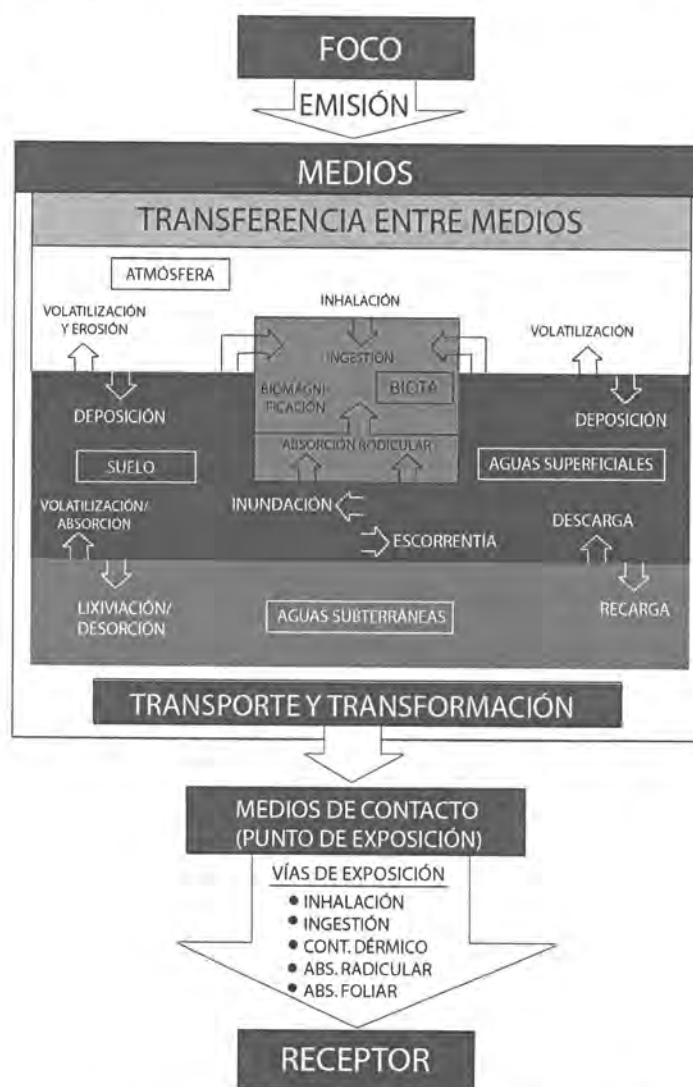 FOCO
EMISIÓN
MEDIOS
TRANSFERENCIA ENTRE MEDIOS
ATMÓSFERA
VOLATILIZACIÓN
Y EROSIÓN
INHALACIÓN
VOLATILIZACIÓN
INGESTIÓN
BIOMAGNI-
FICACIÓN
BIOTA
DEPOSICIÓN
DEPOSICIÓN
ABSORCIÓN RODICULAR
SUELO
AGUAS SUPERFICIALES
VOLATILIZACIÓN/
ABSORCIÓN
INUNDACIÓN
ESCORRENTÍA
DESCARGA
LIXIVIACIÓN/
DESORCIÓN
AGUAS SUBTERRÁNEAS
RECARGA
TRANSPORTE Y TRANSFORMACIÓN
MEDIOS DE CONTACTO
(PUNTO DE EXPOSICIÓN)
VÍAS DE EXPOSICIÓN
• INHALACIÓN
• INGESTIÓN
• CONT. DÉRMICO
• ABS. RADICULAR
• ABS. FOLIAR
RECEPTOR